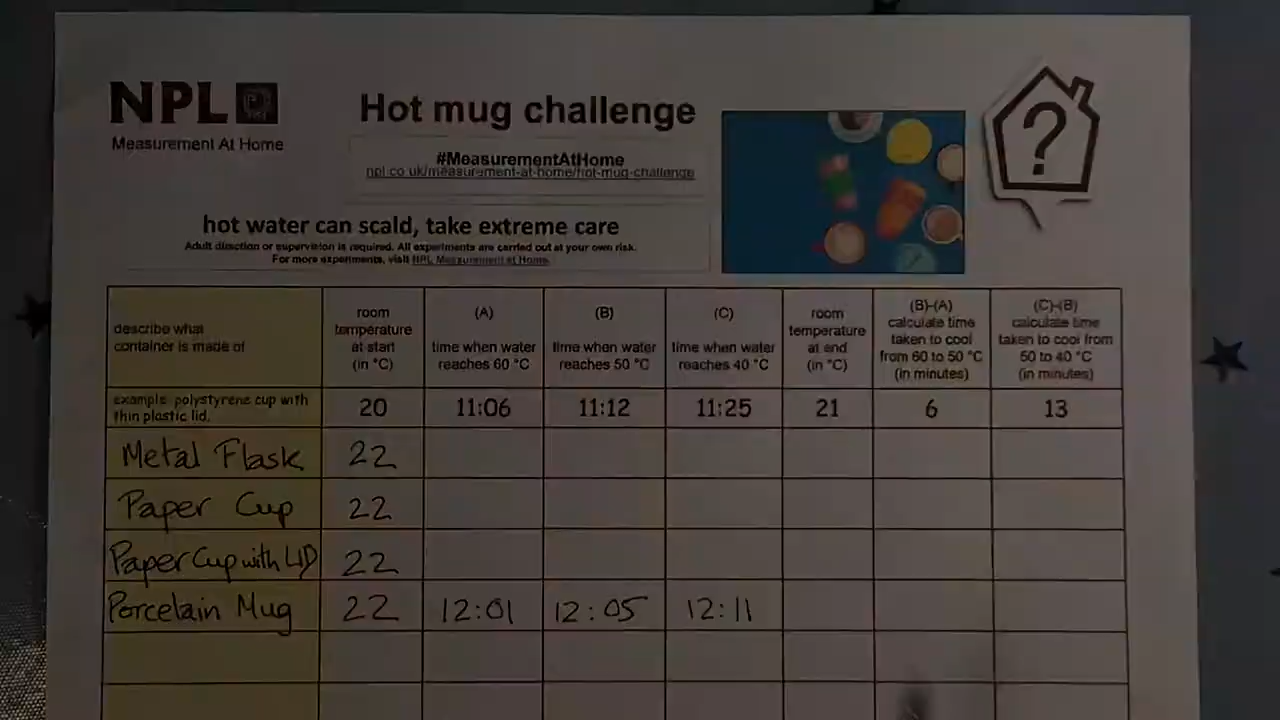 NPL
Measurement At Home
Hot mug challenge
#MeasurementAtHome
npl.co.uk/measurement-at-home/hot-mug-challenge
?
hot water can scald, take extreme care
Adult direction or supervision is required. All experiments are carried out at your own risk.
For more experiments, visit NPL Measurement at Home.
describe what container is made of
room temperature at start (in °C)
(A) time when water reaches 60 °C
(B) time when water reaches 50 °C
(C) time when water reaches 40 °C
room temperature at end (in °C)
(B)-(A) calculate time taken to cool from 60 to 50 °C (in minutes)
(C)-(B) calculate time taken to cool from 50 to 40 °C (in minutes)
example: polystyrene cup with thin plastic lid. 20 11:06 11:12 11:25 21 6 13
Metal Flask 22
Paper Cup 22
Paper Cup with LID 22
Porcelain Mug 22 12:01 12:05 12:11